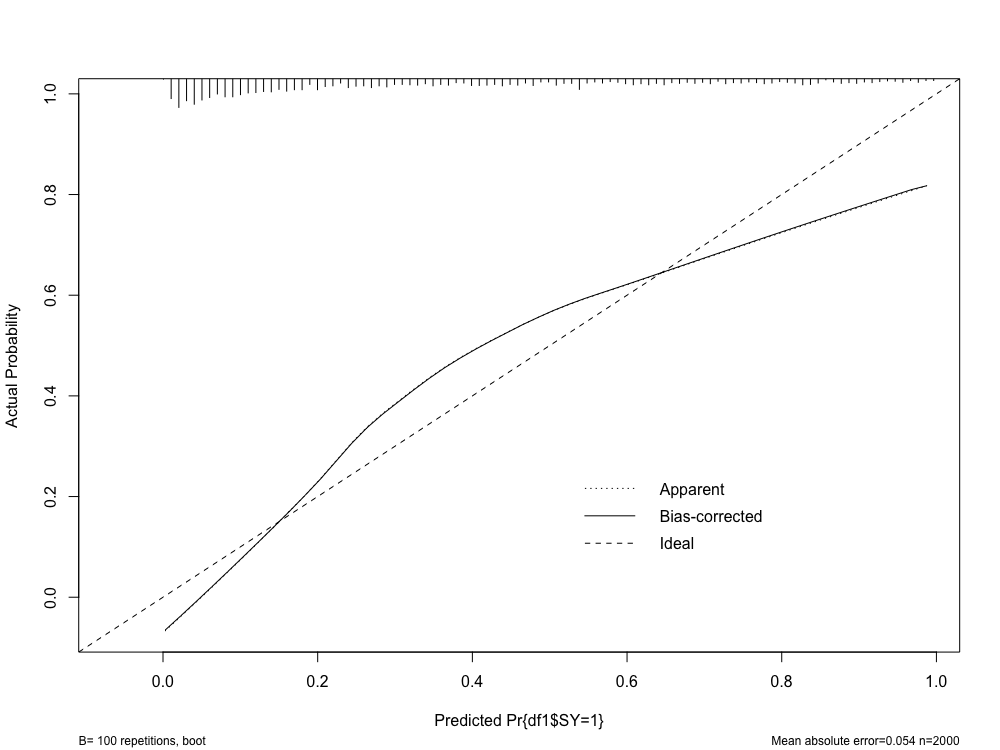 1.0
0.8
0.6
0.4
0.2
0.0
Actual Probability
Apparent
Bias-corrected
Ideal
0.0 0.2 0.4 0.6 0.8 1.0
Predicted Pr{df1$SY=1}
B= 100 repetitions, boot
Mean absolute error=0.054 n=2000